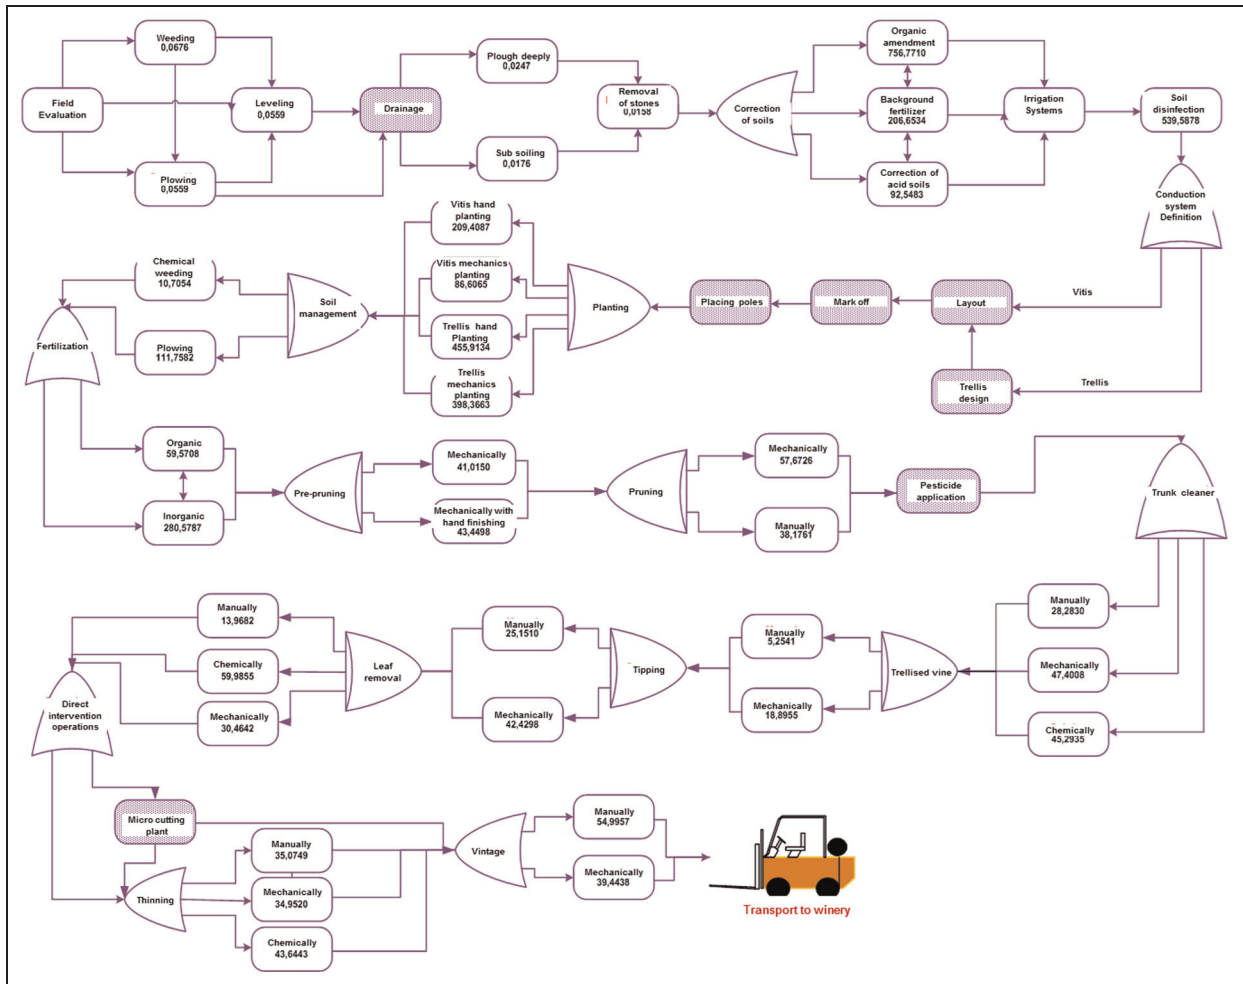 Weeding
0,0676
Field
Evaluation
Leveling
0,0559
Plowing
0,0559
Drainage
Plough deeply
0,0247
Sub soiling
0,0176
Removal
of stones
0,0158
Correction
of soils
Organic
amendment
756,7710
Background
fertilizer
206,6534
Correction of
acid soils
92,5483
Irrigation
Systems
Soil
disinfection
539,5878
Conduction
system
Definition
Vitis
Trellis
Trellis
design
Layout
Mark off
Placing poles
Planting
Vitis hand
planting
209,4087
Vitis mechanics
planting
86,6065
Trellis hand
Planting
455,9134
Trellis
mechanics
planting
398,3663
Soil
management
Chemical
weeding
10,7054
Plowing
111,7582
Fertilization
Organic
59,5708
Inorganic
280,5787
Pre-pruning
Mechanically
41,0150
Mechanically with
hand finishing
43,4498
Pruning
Mechanically
57,6726
Manually
38,1761
Pesticide
application
Trunk cleaner
Manually
28,2830
Mechanically
47,4008
Chemically
45,2935
Trellised vine
Manually
5,2541
Mechanically
18,8955
Tipping
Manually
25,1510
Mechanically
42,4298
Leaf
removal
Manually
13,9682
Chemically
59,9855
Mechanically
30,4642
Direct
intervention
operations
Micro cutting
plant
Thinning
Manually
35,0749
Mechanically
34,9520
Chemically
43,6443
Vintage
Manually
54,9957
Mechanically
39,4438
Transport to winery